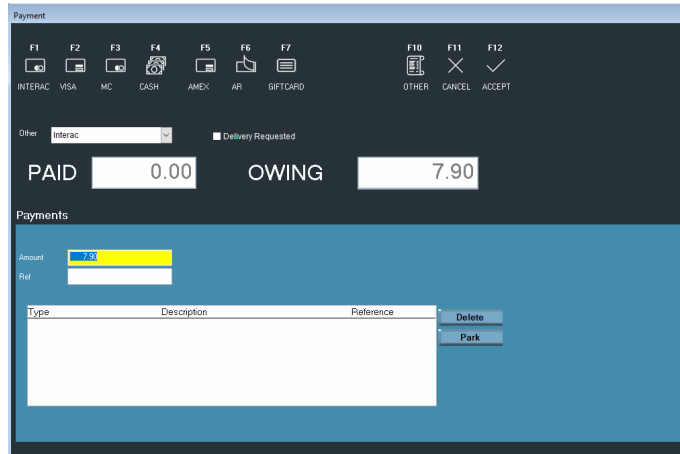 Payment
F1 F2 F3 F4 F5 F6 F7 F10 F11 F12
INTERAC VISA MC CASH AMEX AR GIFTCARD OTHER CANCEL ACCEPT
Other Interac Delivery Requested
PAID 0.00 OWING 7.90
Payments
Amount 7.90
Ref
Type Description Reference
Delete
Park